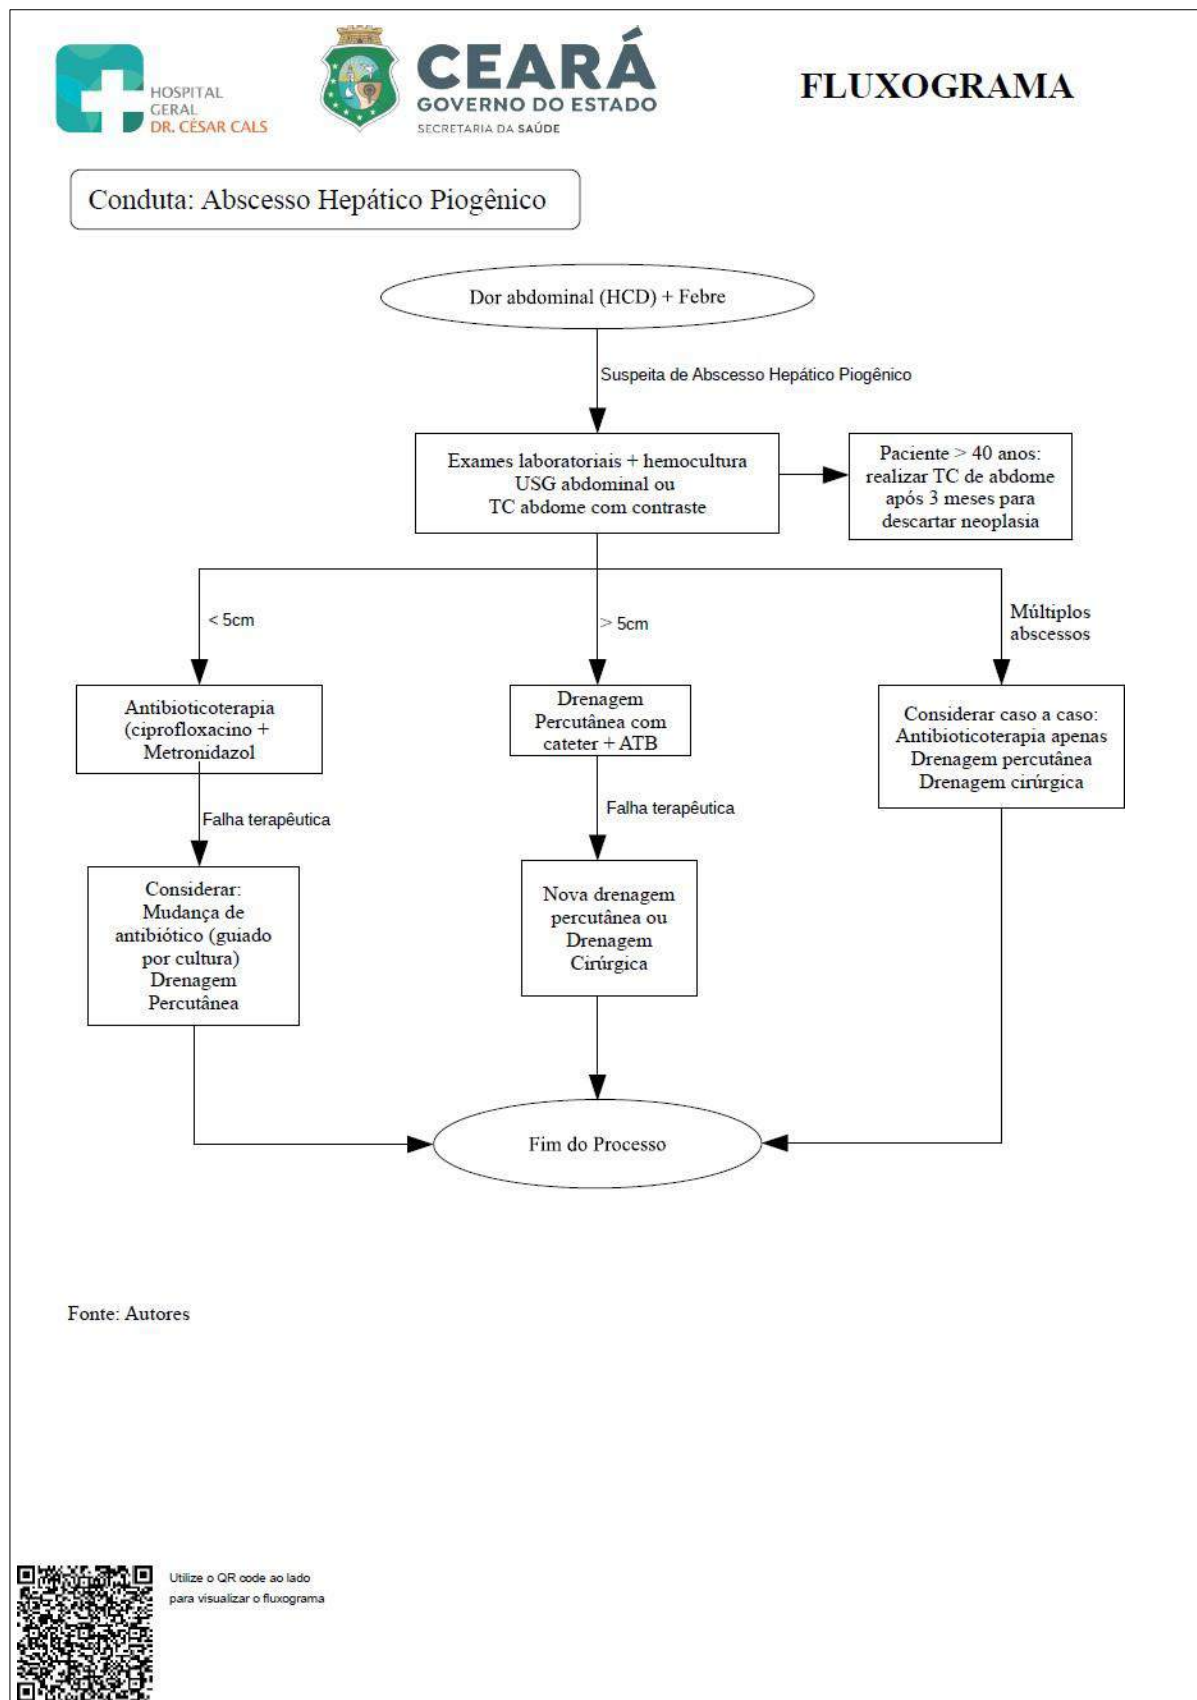 HOSPITAL
GERAL
DR. CÉSAR CALS
CEARÁ
GOVERNO DO ESTADO
SECRETARIA DA SAÚDE
FLUXOGRAMA
Conduta: Abscesso Hepático Piogênico
Dor abdominal (HCD) + Febre
Suspeita de Abscesso Hepático Piogênico
Exames laboratoriais + hemocultura
USG abdominal ou
TC abdome com contraste
Paciente > 40 anos:
realizar TC de abdome
após 3 meses para
descartar neoplasia
< 5cm
> 5cm
Múltiplos
abscessos
Antibioticoterapia
(ciprofloxacino +
Metronidazol
Drenagem
Percutânea com
cateter + ATB
Considerar caso a caso:
Antibioticoterapia apenas
Drenagem percutânea
Drenagem cirúrgica
Falha terapêutica
Falha terapêutica
Considerar:
Mudança de
antibiótico (guiado
por cultura)
Drenagem
Percutânea
Nova drenagem
percutânea ou
Drenagem
Cirúrgica
Fim do Processo
Fonte: Autores
Utilize o QR code ao lado
para visualizar o fluxograma